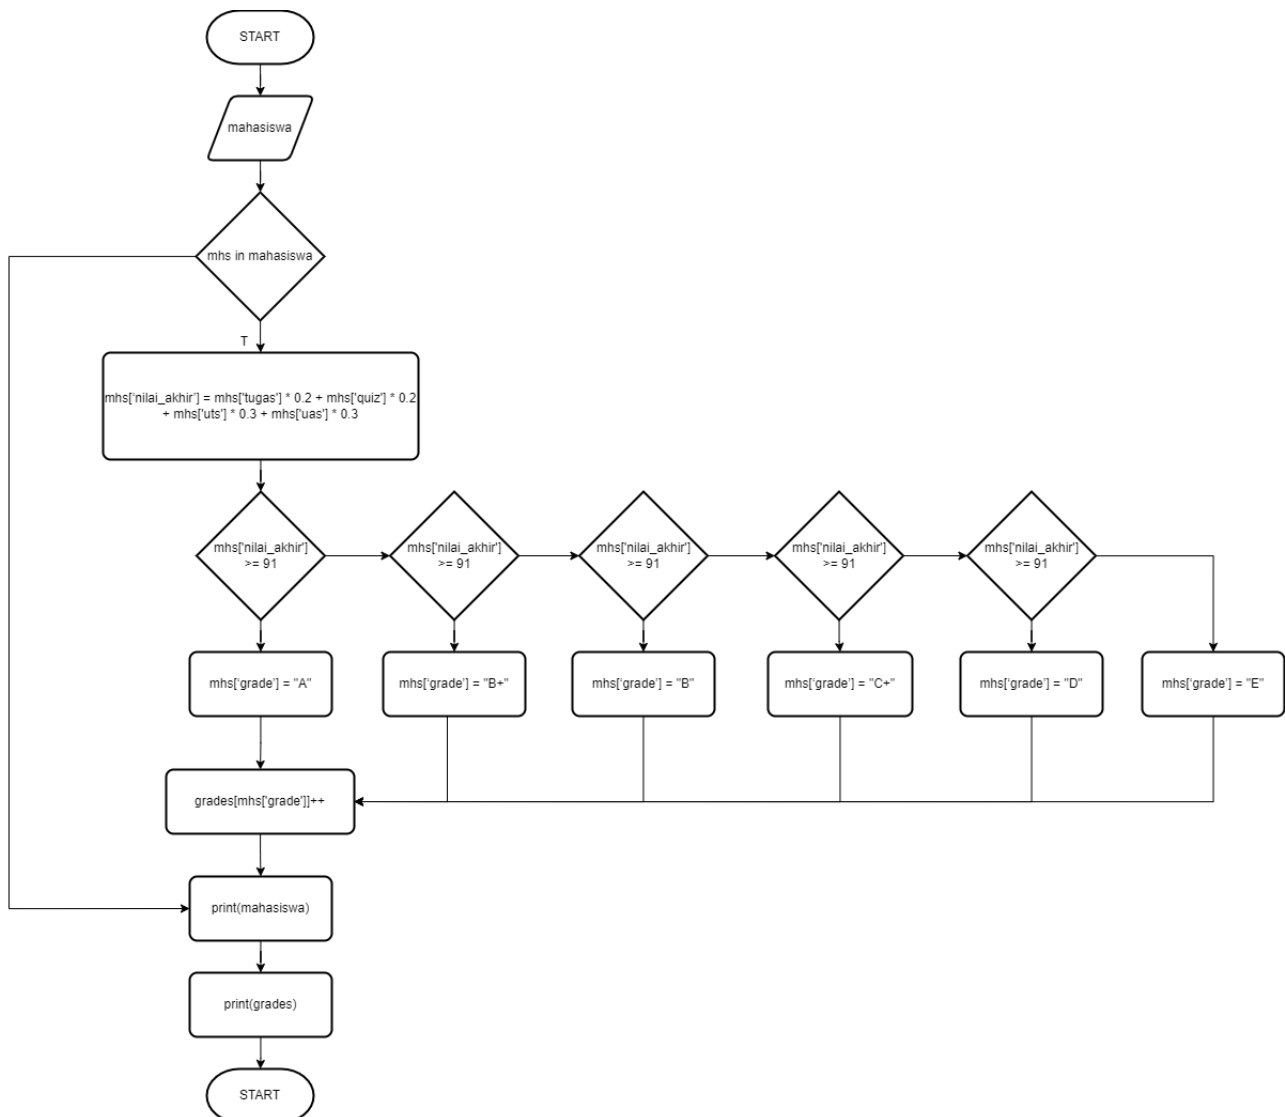 START
mahasiswa
mhs in mahasiswa
T
mhs[‘nilai_akhir’] = mhs['tugas'] * 0.2 + mhs['quiz'] * 0.2
+ mhs['uts'] * 0.3 + mhs['uas'] * 0.3
mhs['nilai_akhir']
>= 91
mhs['nilai_akhir']
>= 91
mhs['nilai_akhir']
>= 91
mhs['nilai_akhir']
>= 91
mhs['nilai_akhir']
>= 91
mhs[‘grade’] = "A"
mhs[‘grade’] = "B+"
mhs[‘grade’] = "B"
mhs[‘grade’] = "C+"
mhs[‘grade’] = "D"
mhs[‘grade’] = "E"
grades[mhs['grade']]++
print(mahasiswa)
print(grades)
START